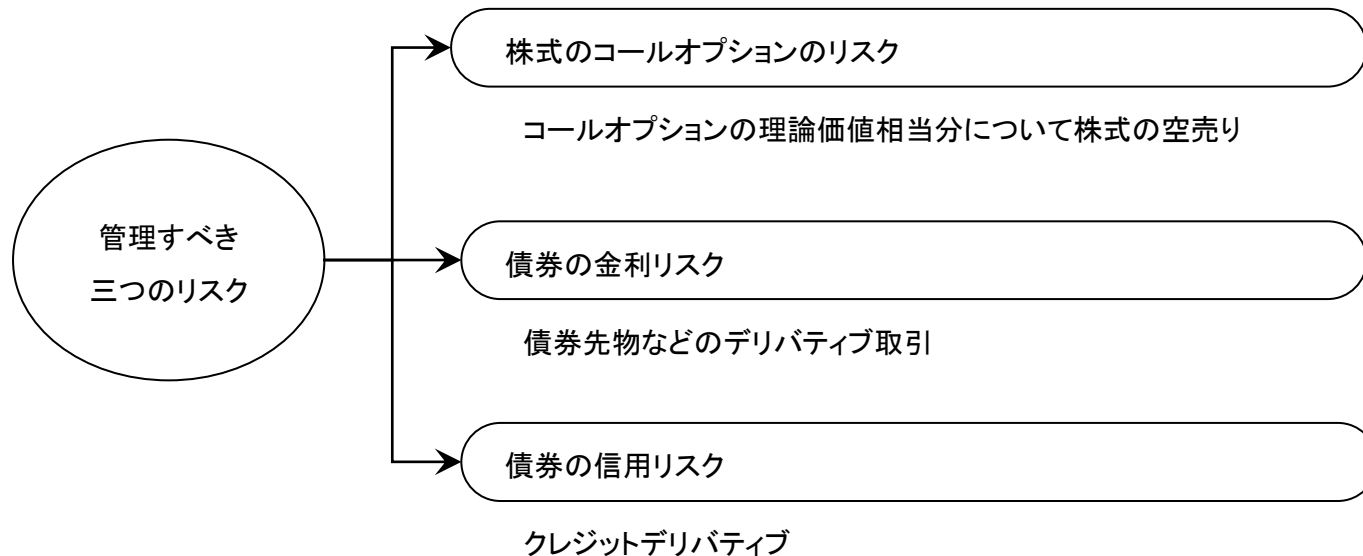 管理すべき
三つのリスク
株式のコールオプションのリスク
コールオプションの理論価値相当分について株式の空売り
債券の金利リスク
債券先物などのデリバティブ取引
債券の信用リスク
クレジットデリバティブ